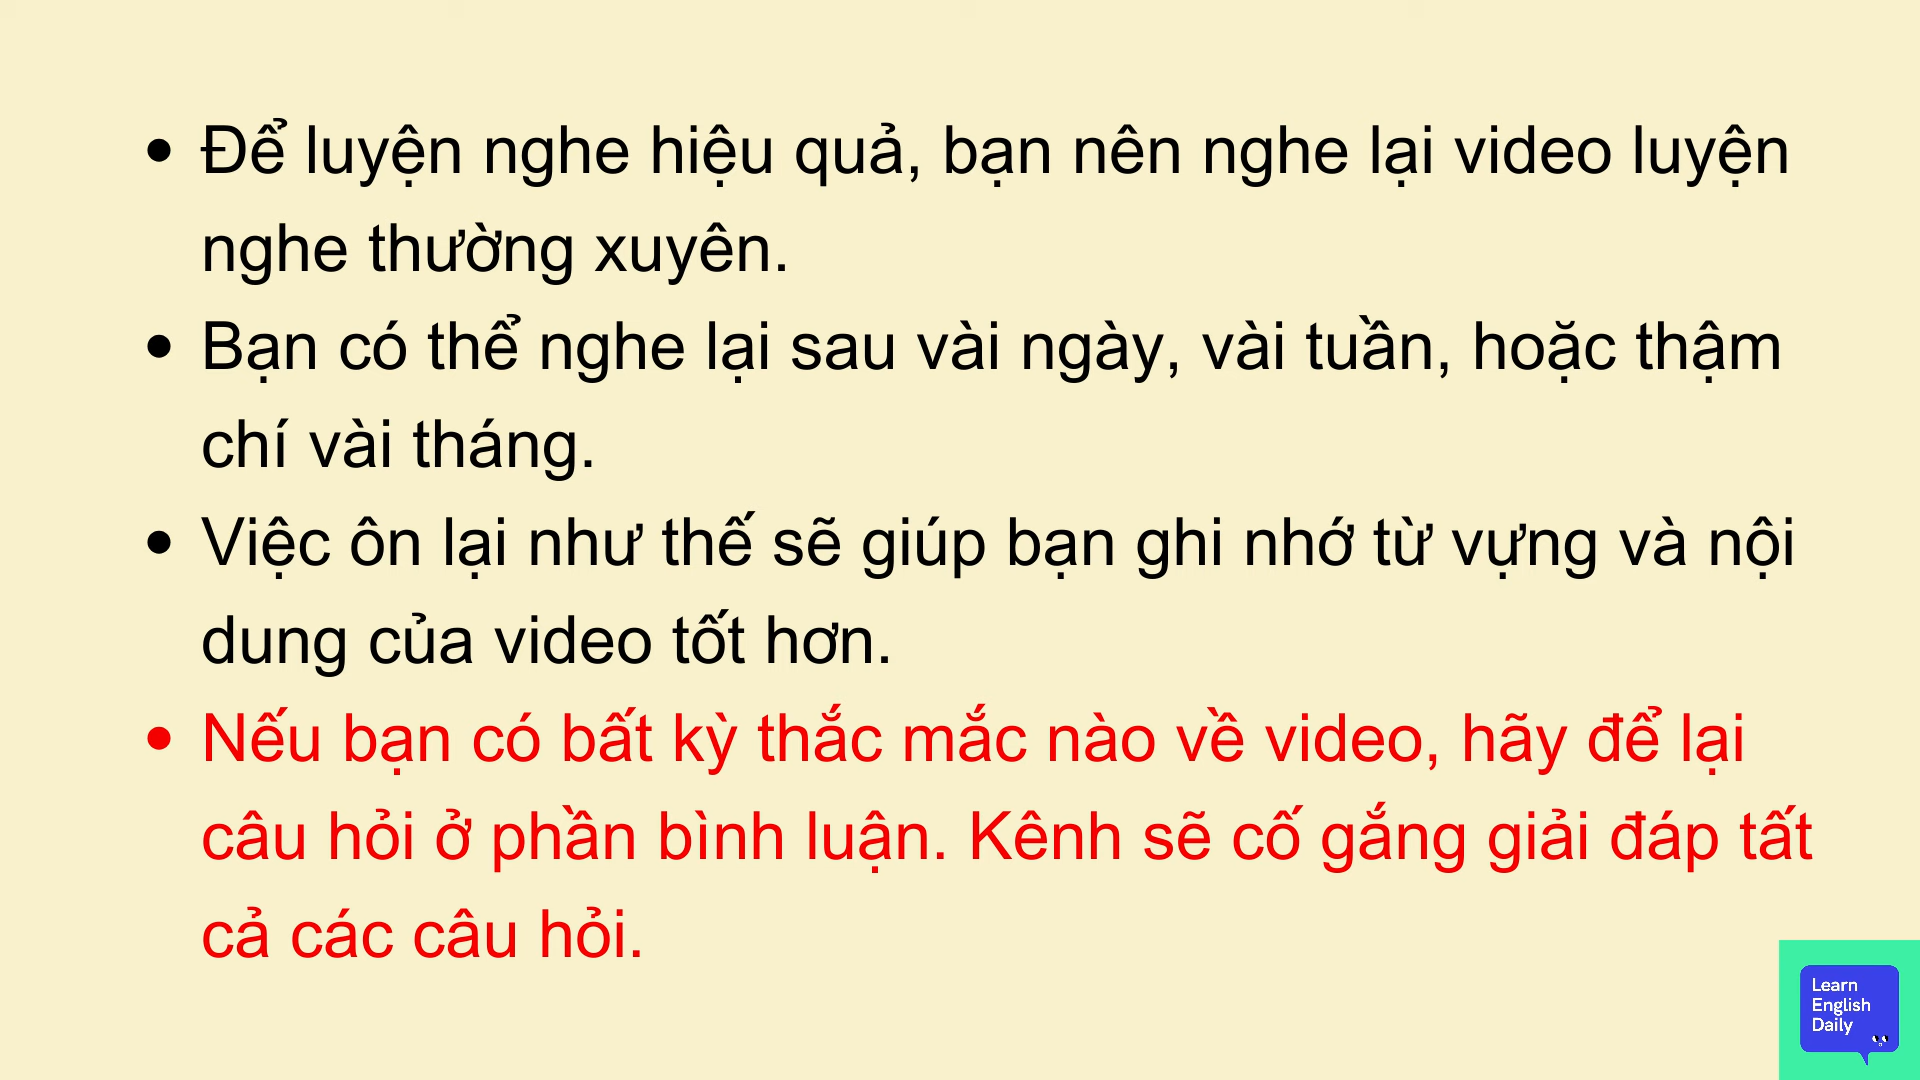 • Để luyện nghe hiệu quả, bạn nên nghe lại video luyện
nghe thường xuyên.
• Bạn có thể nghe lại sau vài ngày, vài tuần, hoặc thậm
chí vài tháng.
• Việc ôn lại như thế sẽ giúp bạn ghi nhớ từ vựng và nội
dung của video tốt hơn.
• Nếu bạn có bất kỳ thắc mắc nào về video, hãy để lại
câu hỏi ở phần bình luận. Kênh sẽ cố gắng giải đáp tất
cả các câu hỏi.
Learn
English
Daily